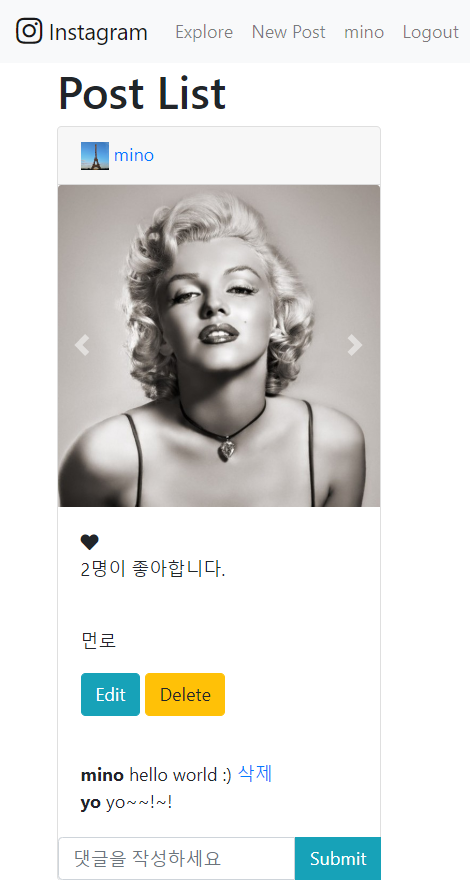 Instagram Explore New Post mino Logout
Post List
mino
2명이 좋아합니다.
먼로
Edit Delete
mino hello world :) 삭제
yo yo~~!~!
댓글을 작성하세요 Submit